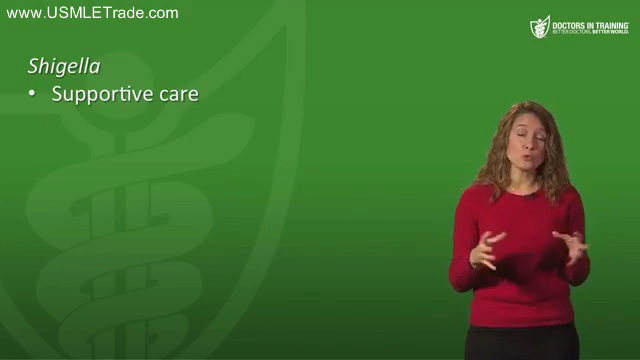 www.USMLETrade.com
DOCTORS IN TRAINING
BETTER DOCTORS. BETTER WORLD.
Shigella
• Supportive care